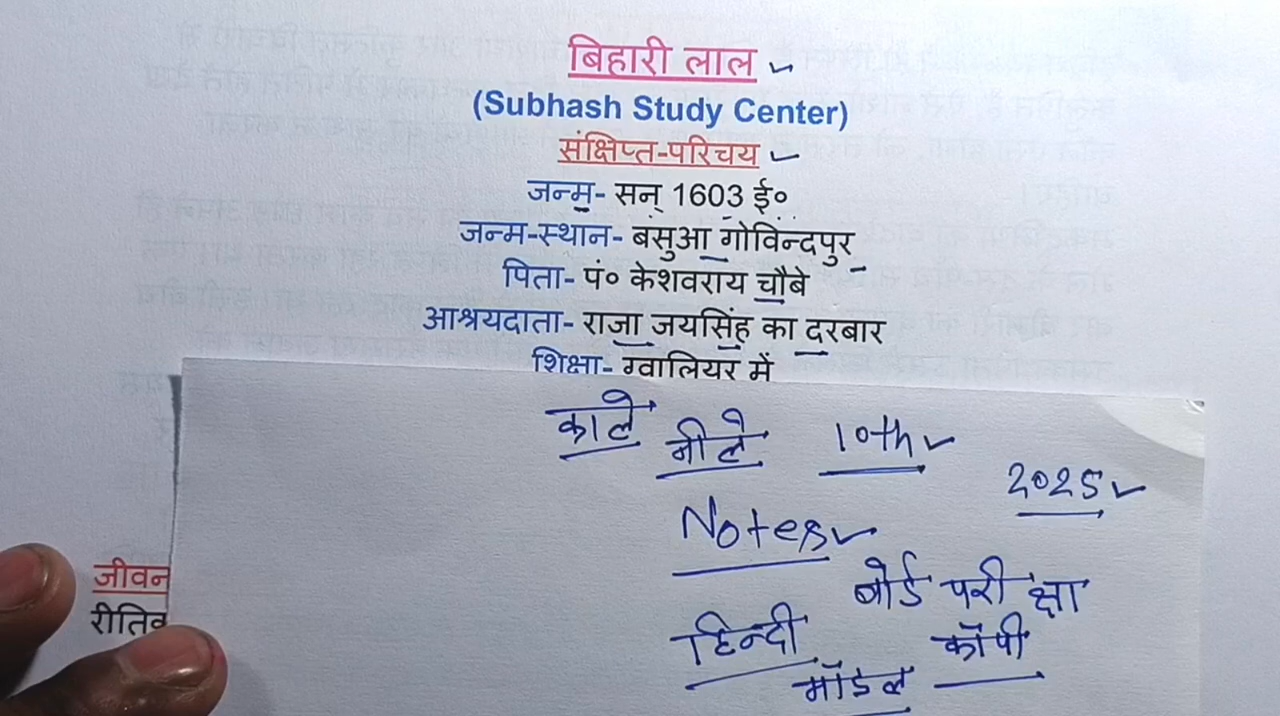 बिहारी लाल
(Subhash Study Center)
संक्षिप्त-परिचय
जन्म- सन् 1603 ई०
जन्म-स्थान- बसुआ गोविन्दपुर
पिता- पं० केशवराय चौबे
आश्रयदाता- राजा जयसिंह का दरबार
शिक्षा- ग्वालियर में
काले नीले 10th
2025
Notes
बोर्ड परीक्षा
हिन्दी कॉपी
मॉडल
जीवन
रीतिव